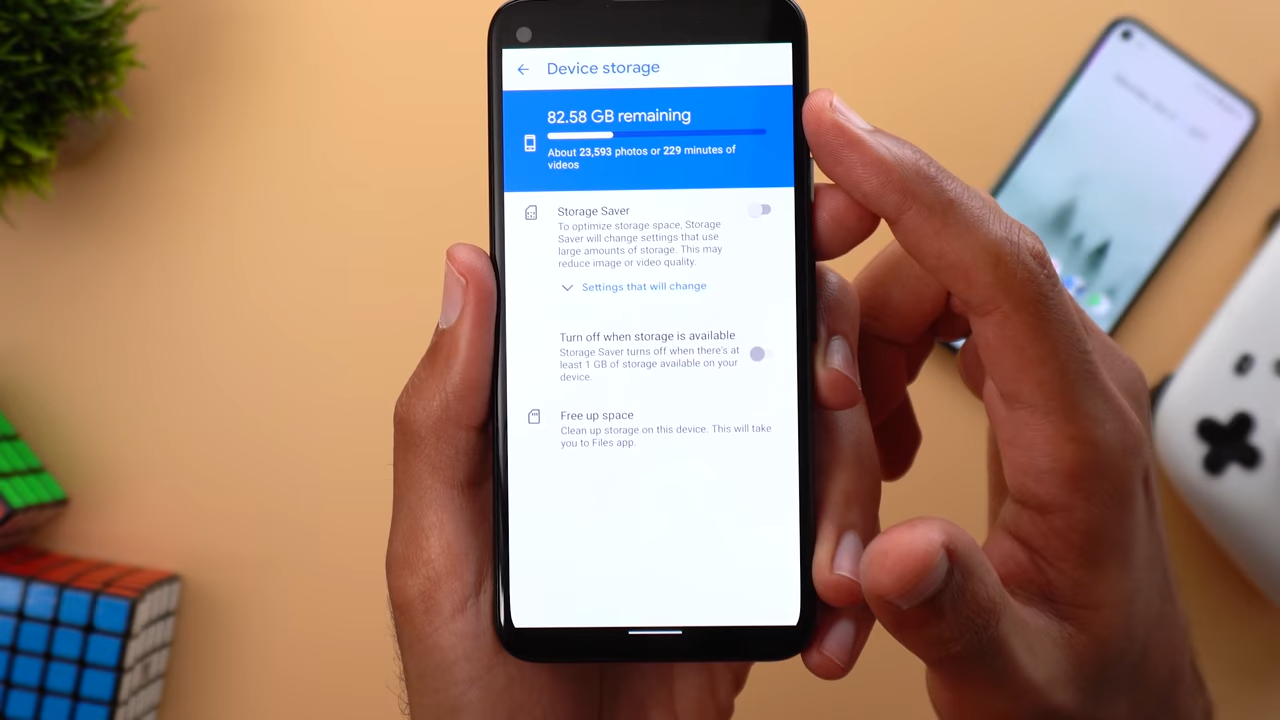 Device storage
82.58 GB remaining
About 23,593 photos or 229 minutes of
videos
Storage Saver
To optimize storage space, Storage
Saver will change settings that use
large amounts of storage. This may
reduce image or video quality.
Settings that will change
Turn off when storage is available
Storage Saver turns off when there's at
least 1 GB of storage available on your
device.
Free up space
Clean up storage on this device. This will take
you to Files app.